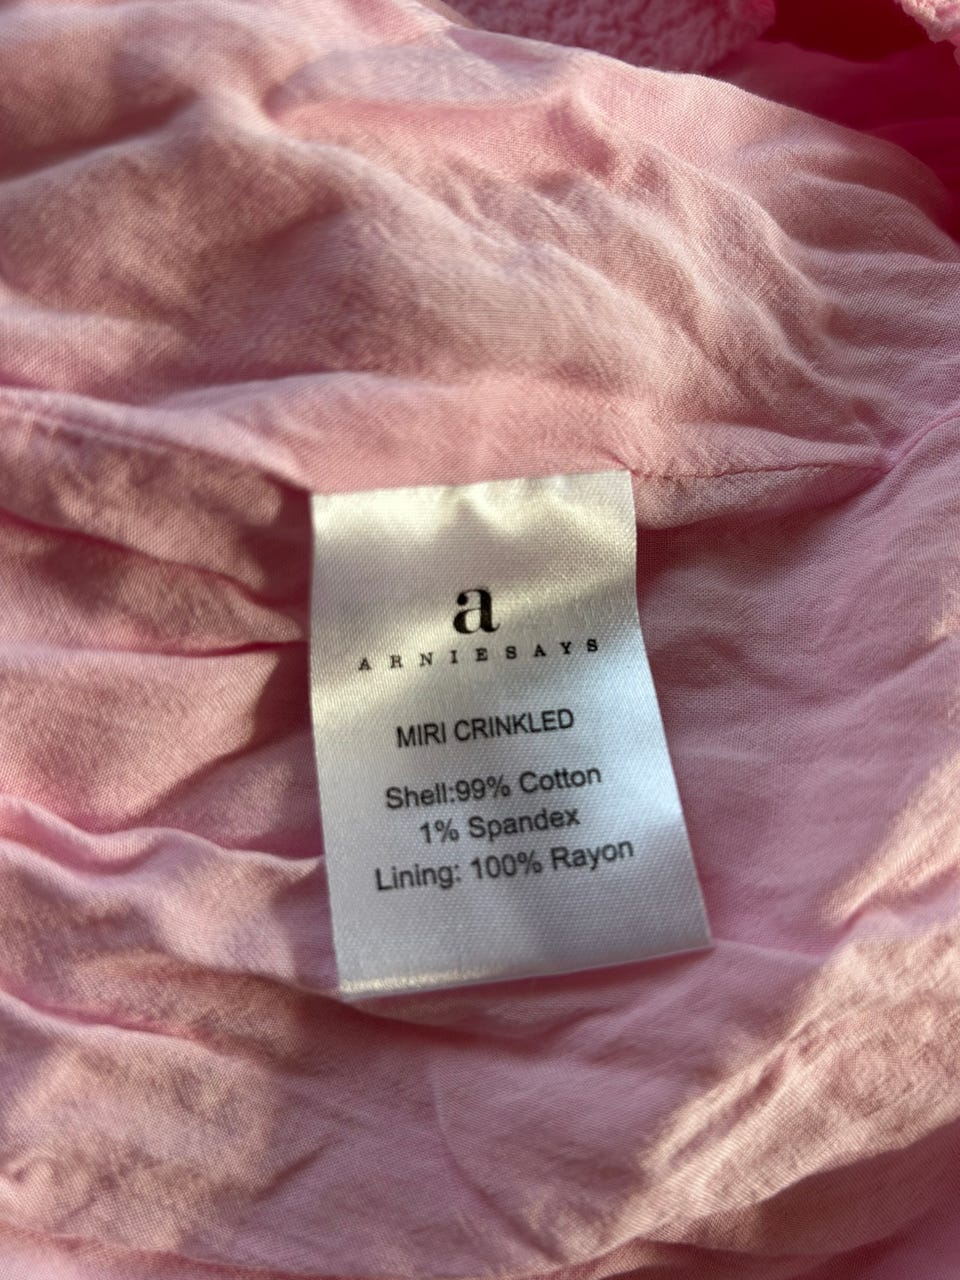 a
ARNIESAYS
MIRI CRINKLED
Shell:99% Cotton
1% Spandex
Lining: 100% Rayon